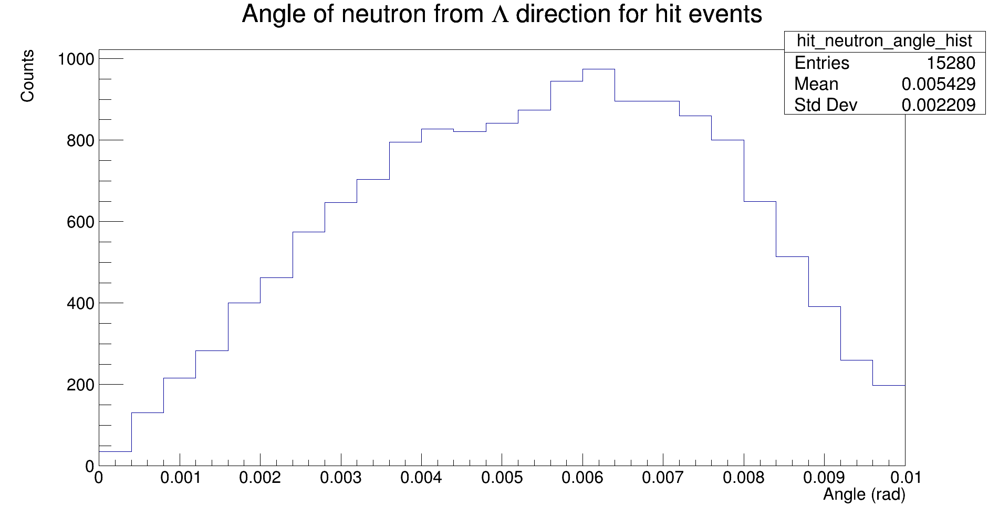 Angle of neutron from Λ direction for hit events
hit_neutron_angle_hist
Entries 15280
Mean 0.005429
Std Dev 0.002209
Counts
1000
800
600
400
200
0
0 0.001 0.002 0.003 0.004 0.005 0.006 0.007 0.008 0.009 0.01
Angle (rad)